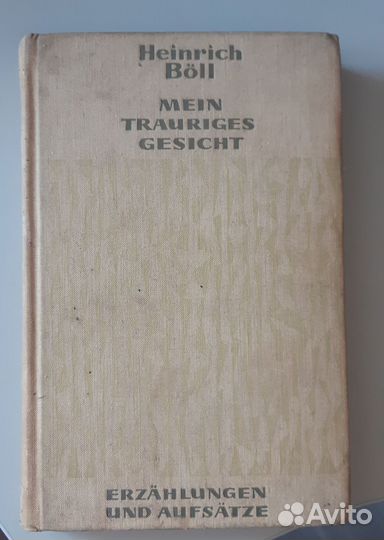 Heinrich
Böll
MEIN
TRAURIGES
GESICHT
ERZÄHLUNGEN
UND AUFSÄTZE
Avito